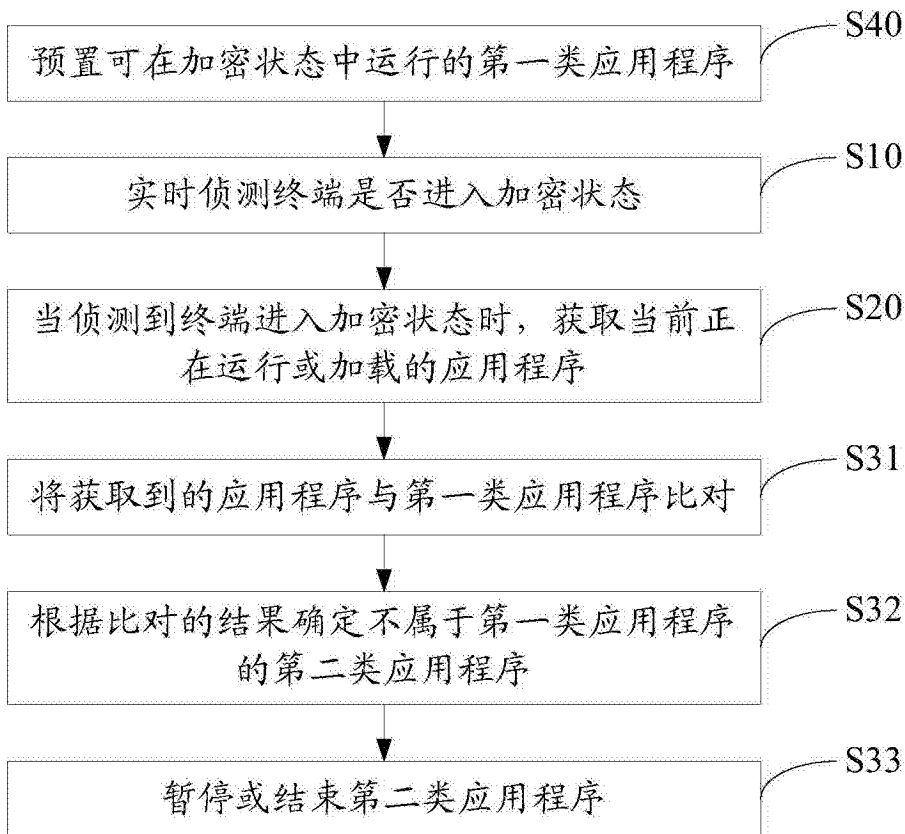 S40
预置可在加密状态中运行的第一类应用程序
S10
实时侦测终端是否进入加密状态
S20
当侦测到终端进入加密状态时，获取当前正
在运行或加载的应用程序
S31
将获取到的应用程序与第一类应用程序比对
S32
根据比对的结果确定不属于第一类应用程序
的第二类应用程序
S33
暂停或结束第二类应用程序